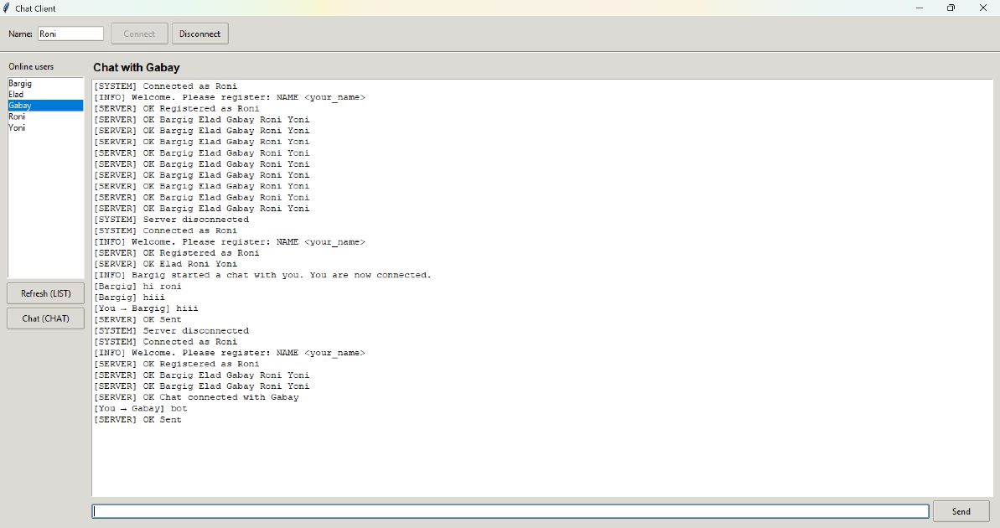 Chat Client
Name: Roni Connect Disconnect
Online users
Bargig
Elad
Gabay
Roni
Yoni
Refresh (LIST)
Chat (CHAT)
Chat with Gabay
[SYSTEM] Connected as Roni
[INFO] Welcome. Please register: NAME <your_name>
[SERVER] OK Registered as Roni
[SERVER] OK Bargig Elad Gabay Roni Yoni
[SERVER] OK Bargig Elad Gabay Roni Yoni
[SERVER] OK Bargig Elad Gabay Roni Yoni
[SERVER] OK Bargig Elad Gabay Roni Yoni
[SERVER] OK Bargig Elad Gabay Roni Yoni
[SERVER] OK Bargig Elad Gabay Roni Yoni
[SERVER] OK Bargig Elad Gabay Roni Yoni
[SERVER] OK Bargig Elad Gabay Roni Yoni
[SERVER] OK Bargig Elad Gabay Roni Yoni
[SYSTEM] Server disconnected
[SYSTEM] Connected as Roni
[INFO] Welcome. Please register: NAME <your_name>
[SERVER] OK Registered as Roni
[SERVER] OK Elad Roni Yoni
[INFO] Bargig started a chat with you. You are now connected.
[Bargig] hi roni
[Bargig] hiii
[You → Bargig] hiii
[SERVER] OK Sent
[SYSTEM] Server disconnected
[SYSTEM] Connected as Roni
[INFO] Welcome. Please register: NAME <your_name>
[SERVER] OK Registered as Roni
[SERVER] OK Bargig Elad Gabay Roni Yoni
[SERVER] OK Bargig Elad Gabay Roni Yoni
[SERVER] OK Chat connected with Gabay
[You → Gabay] bot
[SERVER] OK Sent
Send